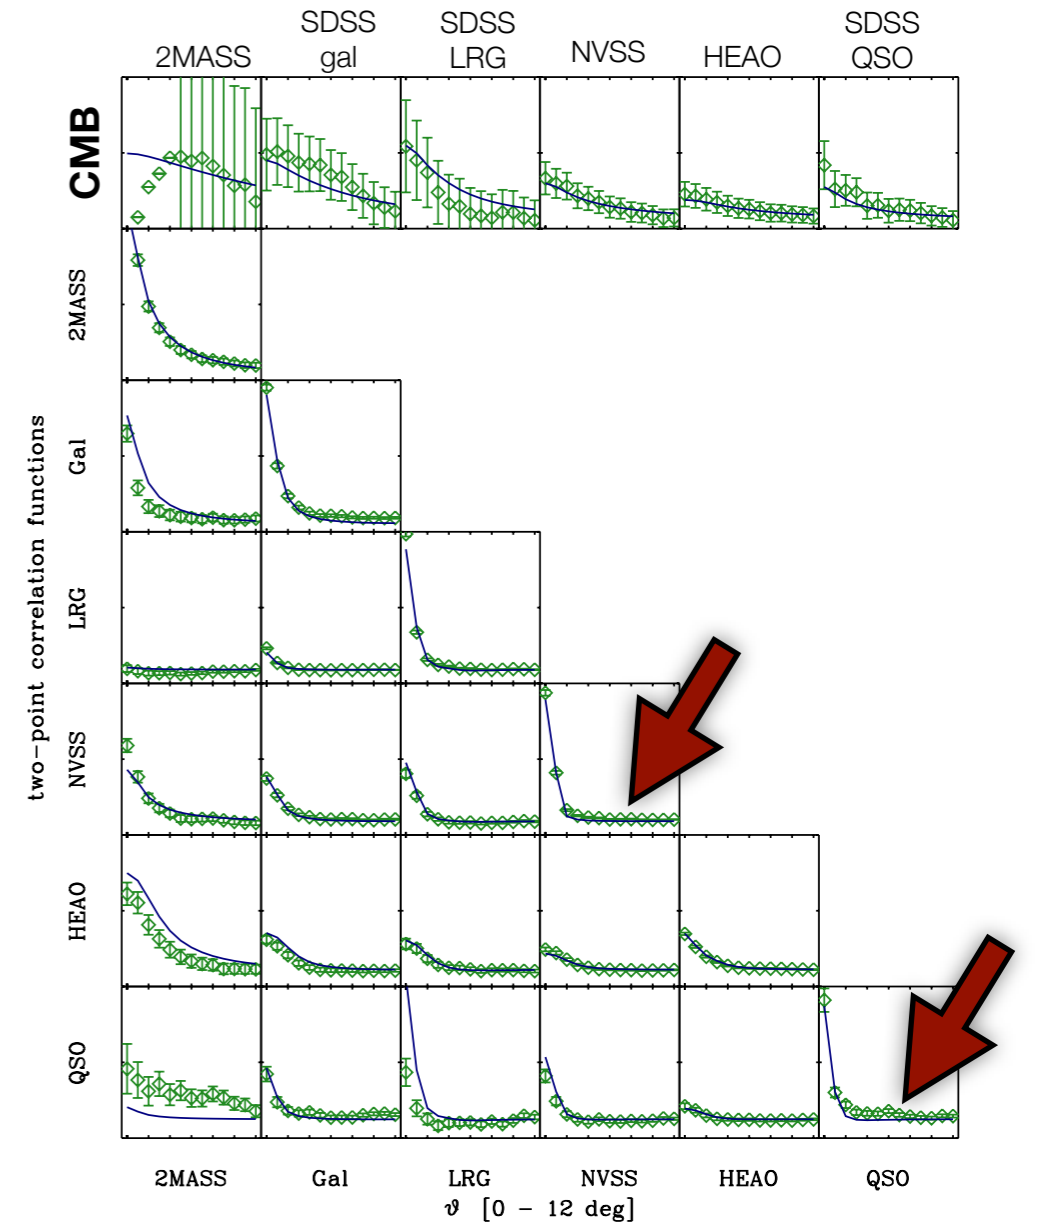 2MASS
SDSS
gal
SDSS
LRG
NVSS
HEAO
SDSS
QSO
CMB
two-point correlation functions
2MASS
Gal
LRG
NVSS
HEAO
QSO
2MASS Gal LRG NVSS HEAO QSO
ϑ [0 - 12 deg]